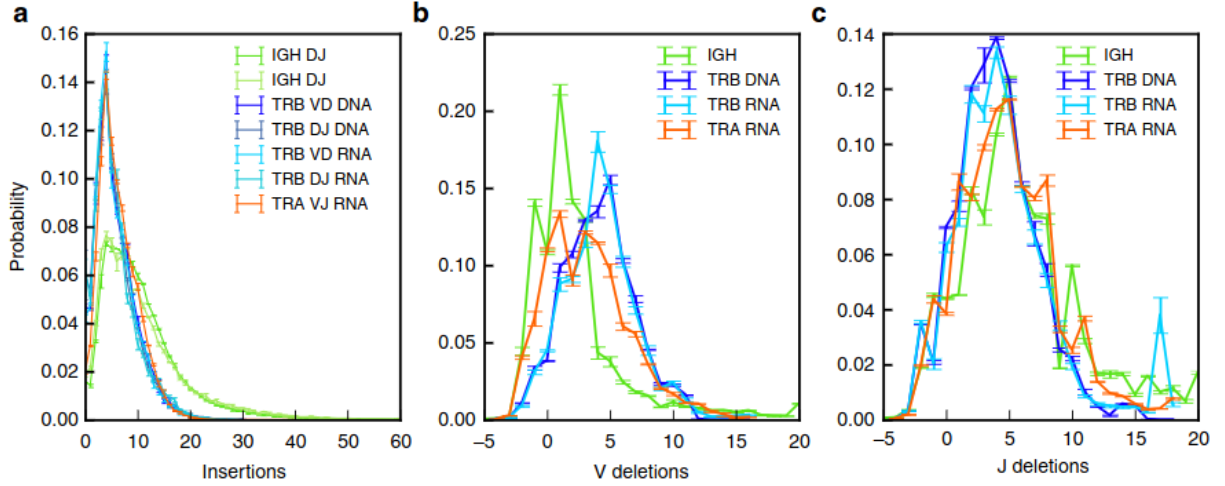 a
0.16
0.14
0.12
0.10
0.08
0.06
0.04
0.02
0.00
Probability
0
10
20
30
40
50
60
Insertions
IGH DJ
IGH DJ
TRB VD DNA
TRB DJ DNA
TRB VD RNA
TRB DJ RNA
TRA VJ RNA
b
0.25
0.20
0.15
0.10
0.05
0.00
–5
0
5
10
15
20
V deletions
IGH
TRB DNA
TRB RNA
TRA RNA
c
0.14
0.12
0.10
0.08
0.06
0.04
0.02
0.00
–5
0
5
10
15
20
J deletions
IGH
TRB DNA
TRB RNA
TRA RNA